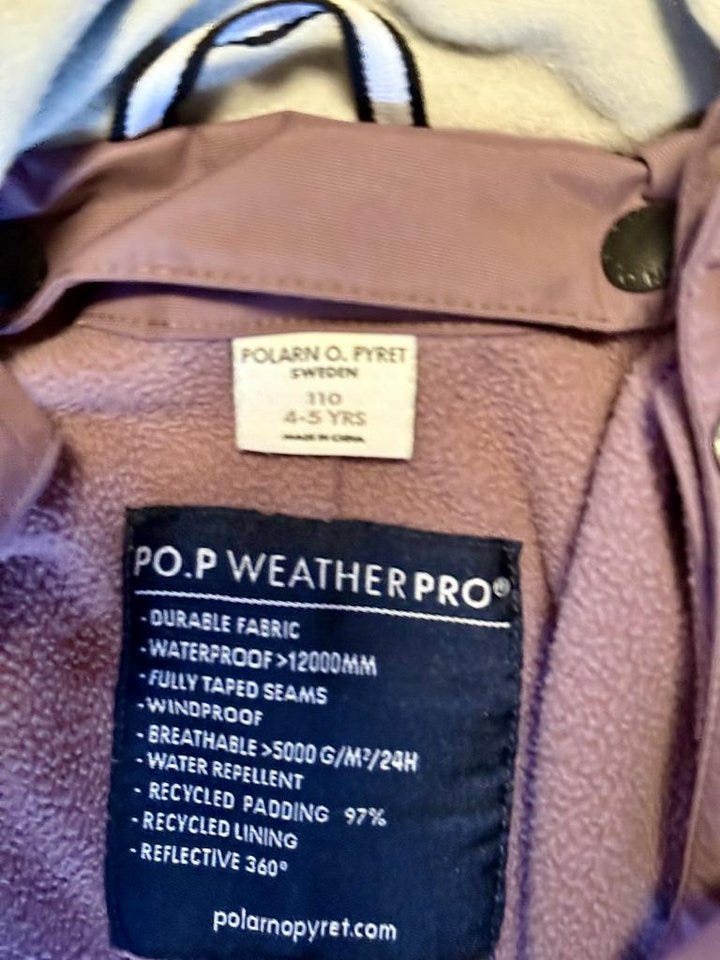 POLARN O. PYRET
SWEDEN
110
4-5 YRS
MADE IN CHINA
PO.P WEATHERPRO®
- DURABLE FABRIC
- WATERPROOF >12000MM
- FULLY TAPED SEAMS
- WINDPROOF
- BREATHABLE >5000 G/M²/24H
- WATER REPELLENT
- RECYCLED PADDING 97%
- RECYCLED LINING
- REFLECTIVE 360°
polarnopyret.com